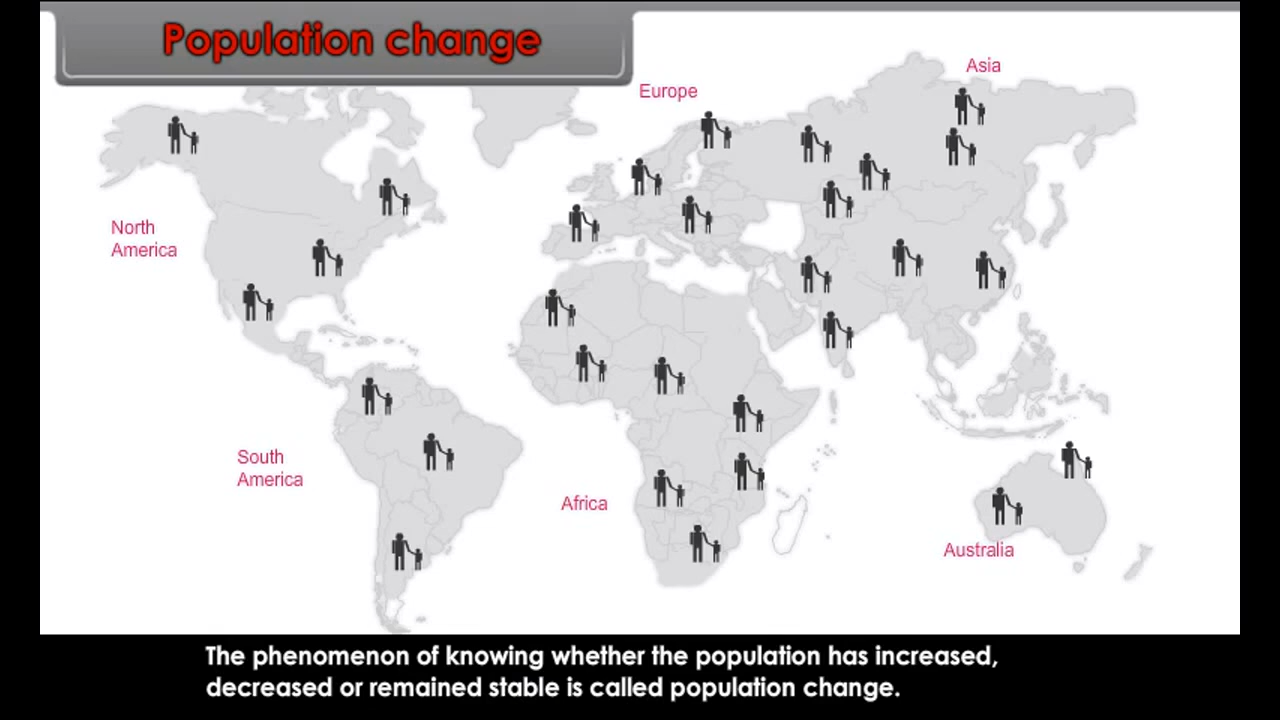 Population change
Asia
Europe
North
America
South
America
Africa
Australia
The phenomenon of knowing whether the population has increased,
decreased or remained stable is called population change.